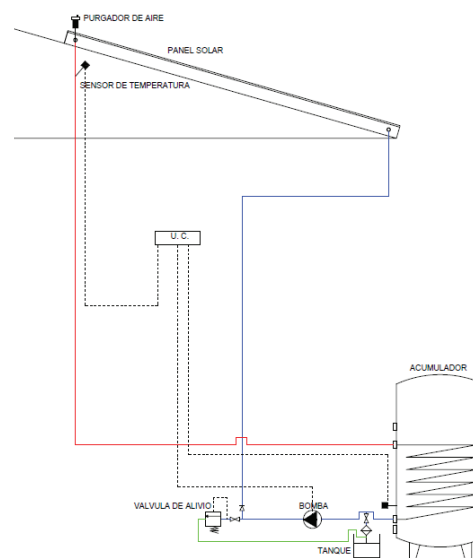 PURGADOR DE AIRE
PANEL SOLAR
SENSOR DE TEMPERATURA
U. C.
ACUMULADOR
VALVULA DE ALIVIO
BOMBA
TANQUE